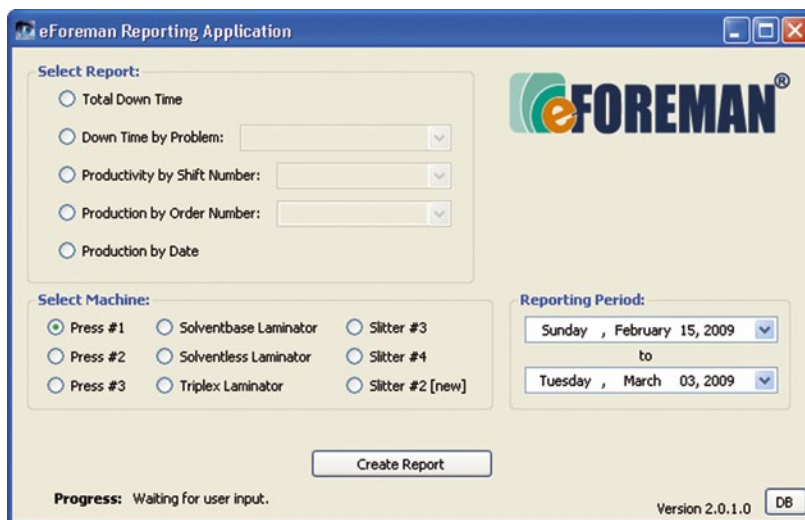 eForeman Reporting Application
Select Report:
Total Down Time
Down Time by Problem:
Productivity by Shift Number:
Production by Order Number:
Production by Date
eFOREMAN®
Select Machine:
Press #1 Solventbase Laminator Slitter #3
Press #2 Solventless Laminator Slitter #4
Press #3 Triplex Laminator Slitter #2 [new]
Reporting Period:
Sunday , February 15, 2009
to
Tuesday , March 03, 2009
Create Report
Progress: Waiting for user input.
Version 2.0.1.0 DB